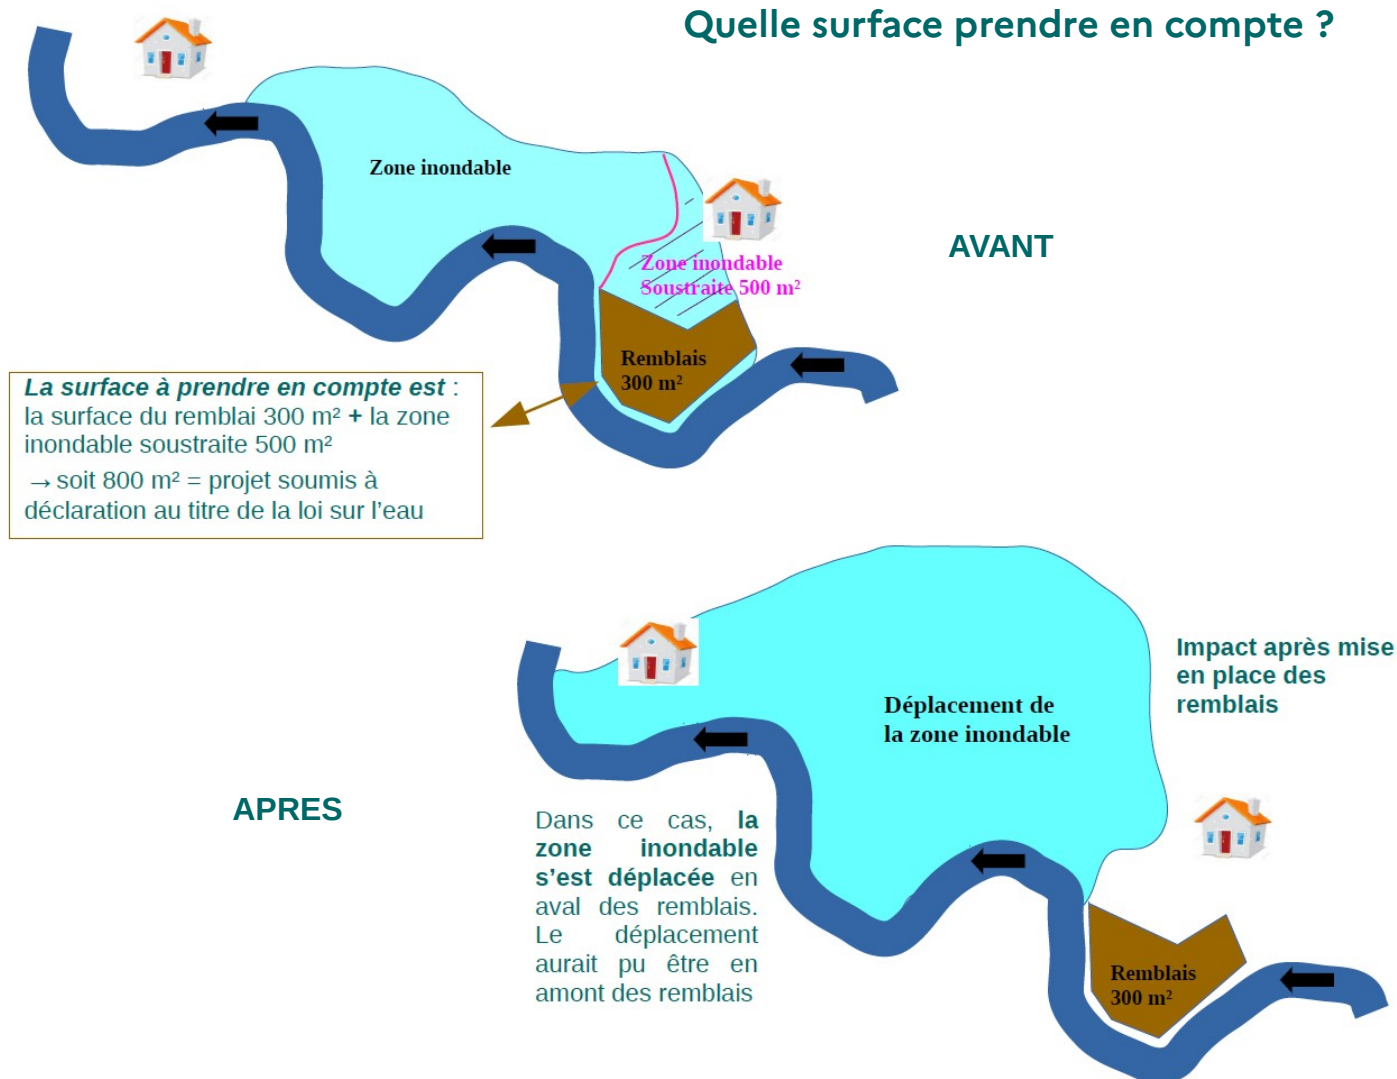 Quelle surface prendre en compte ?
Zone inondable
AVANT
Zone inondable
Soustraite 500 m²
Remblais
300 m²
La surface à prendre en compte est :
la surface du remblai 300 m² + la zone
inondable soustraite 500 m²
→ soit 800 m² = projet soumis à
déclaration au titre de la loi sur l’eau
Impact après mise
en place des
remblais
Déplacement de
la zone inondable
APRES
Dans ce cas, la
zone inondable
s’est déplacée en
aval des remblais.
Le déplacement
aurait pu être en
amont des remblais
Remblais
300 m²